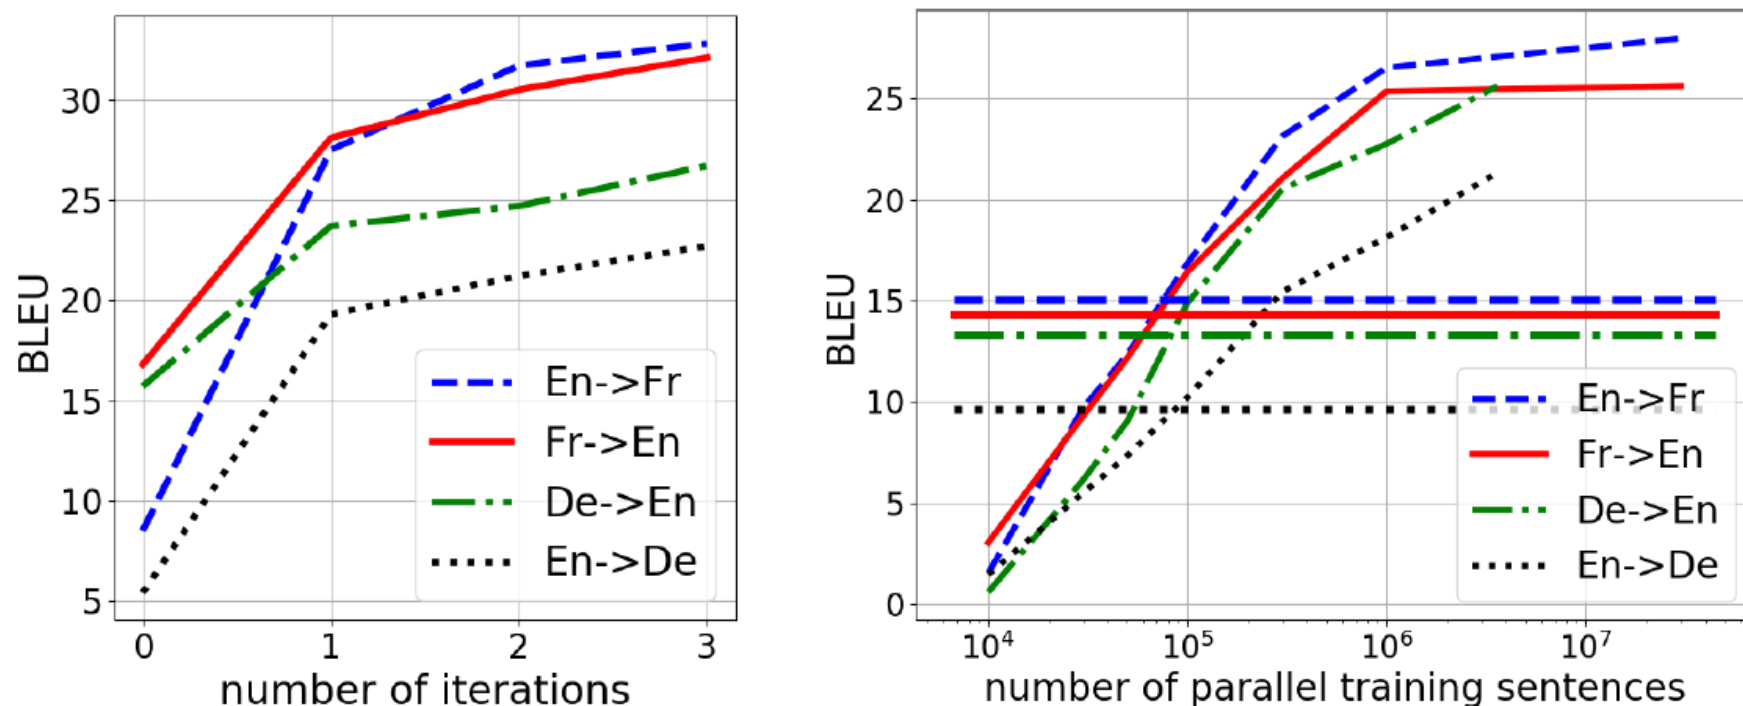 BLEU
30
25
20
15
10
5
0
1
2
3
number of iterations
En->Fr
Fr->En
De->En
En->De
BLEU
25
20
15
10
5
0
10⁴
10⁵
10⁶
10⁷
number of parallel training sentences
En->Fr
Fr->En
De->En
En->De